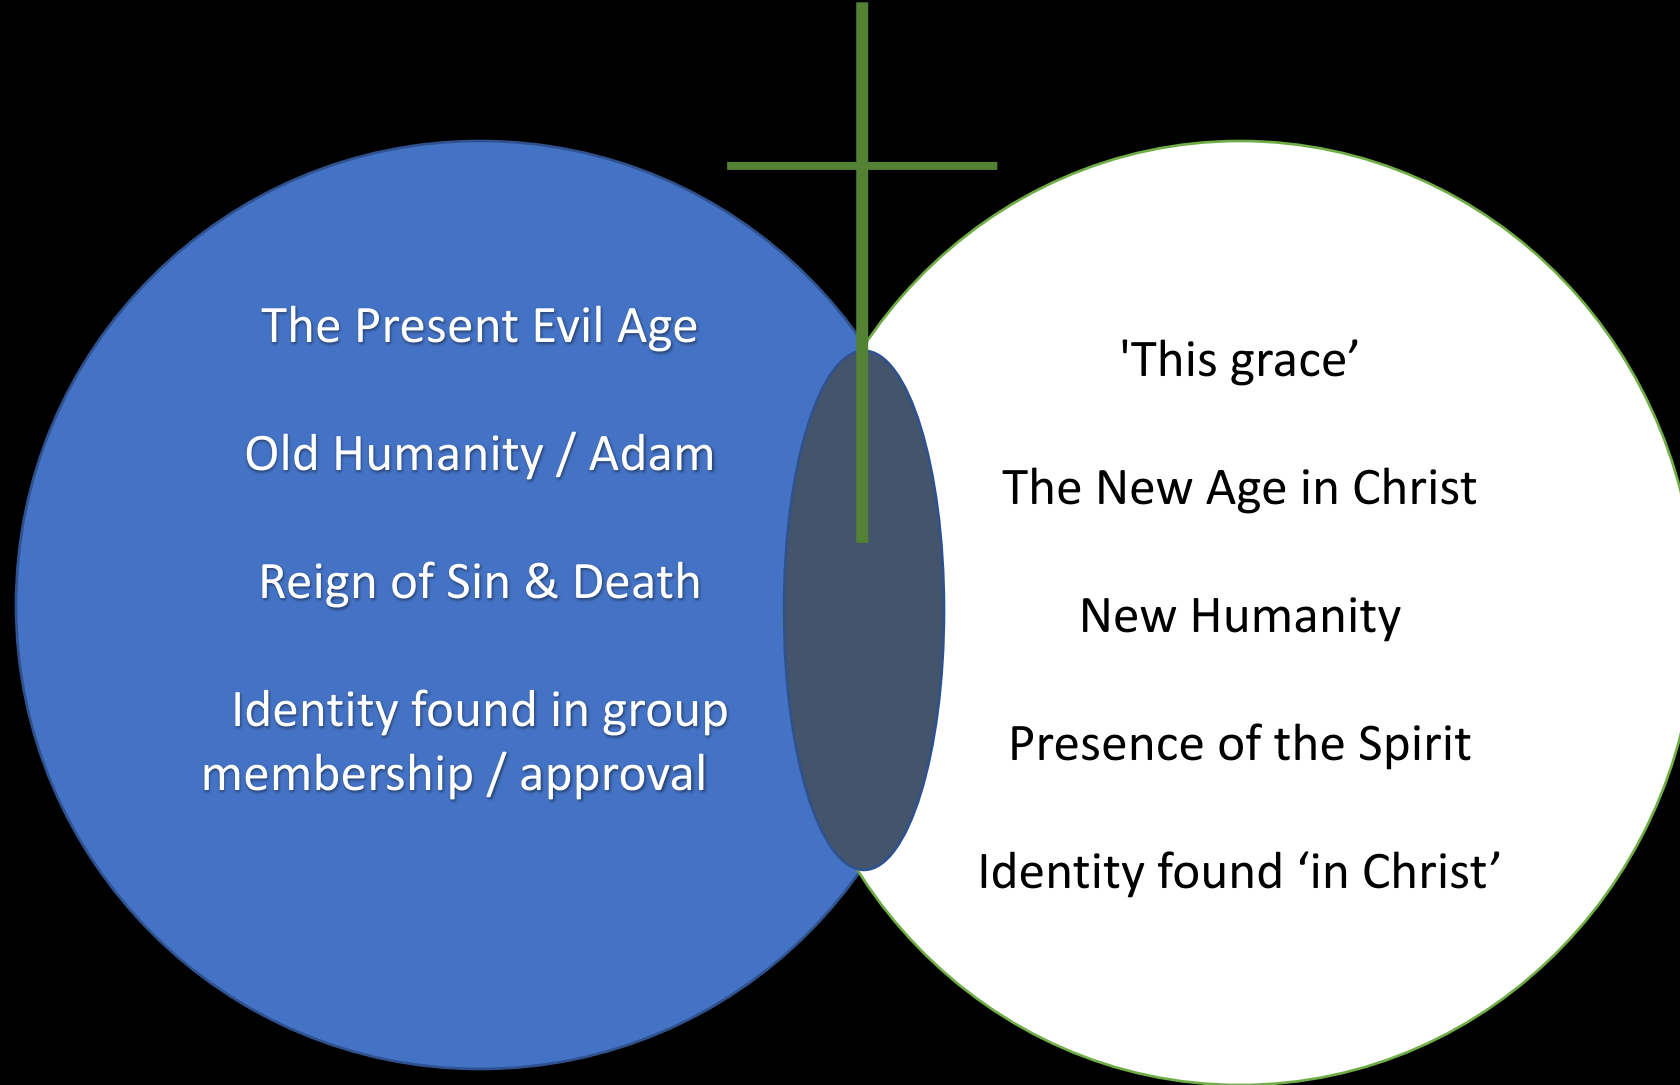 The Present Evil Age
Old Humanity / Adam
Reign of Sin & Death
Identity found in group
membership / approval
'This grace’
The New Age in Christ
New Humanity
Presence of the Spirit
Identity found ‘in Christ’